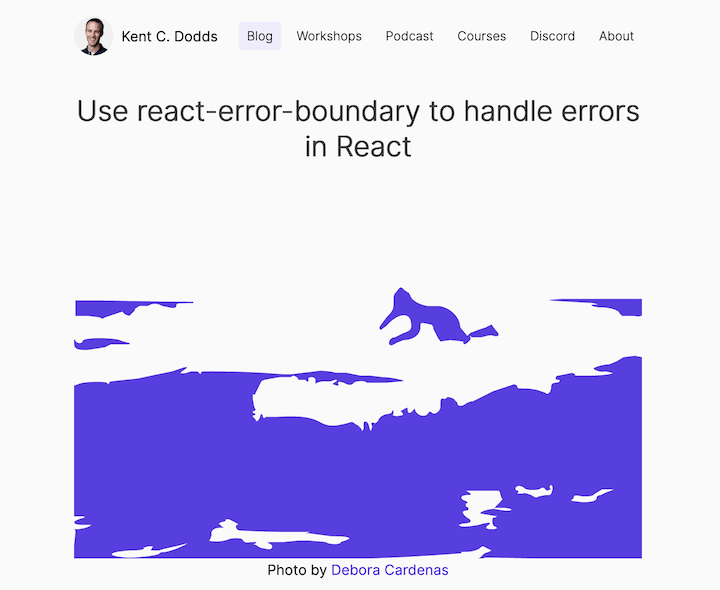 Kent C. Dodds Blog Workshops Podcast Courses Discord About
Use react-error-boundary to handle errors
in React
Photo by Debora Cardenas